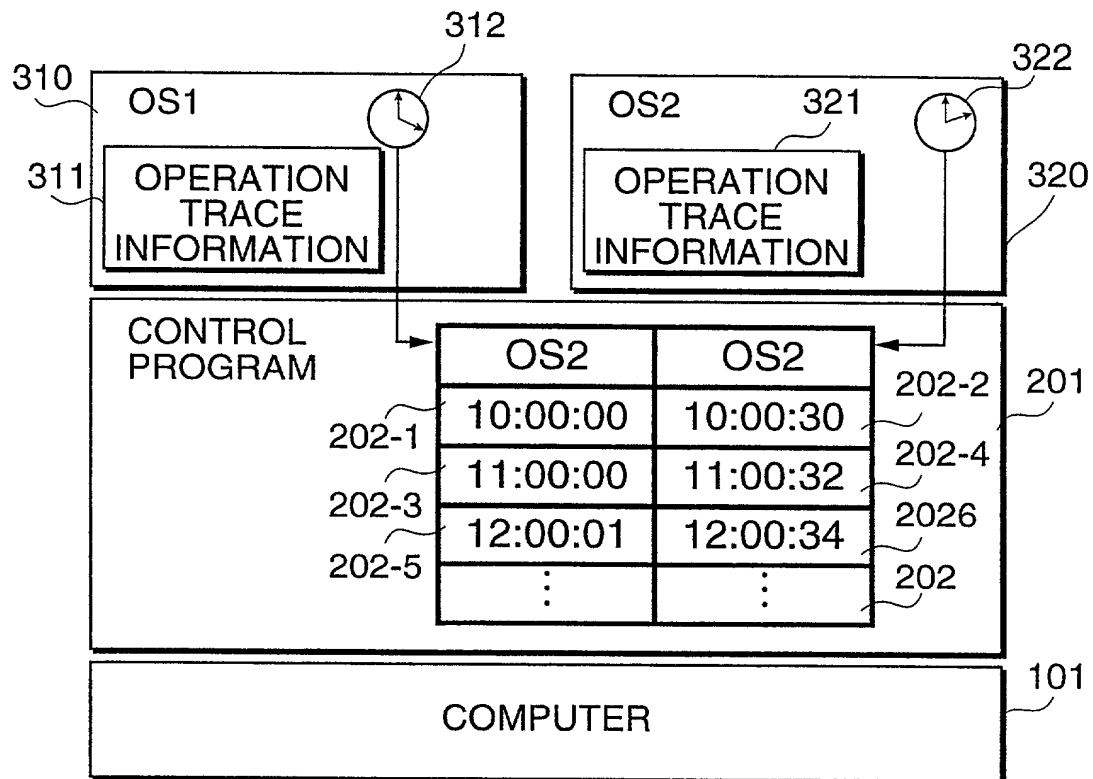 312
322
310
OS1
OS2
321
311
OPERATION
TRACE
INFORMATION
OPERATION
TRACE
INFORMATION
320
CONTROL
PROGRAM
OS2 OS2
202-2
201
10:00:00 10:00:30
202-1
202-4
11:00:00 11:00:32
202-3
2026
12:00:01 12:00:34
202-5
202
101
COMPUTER